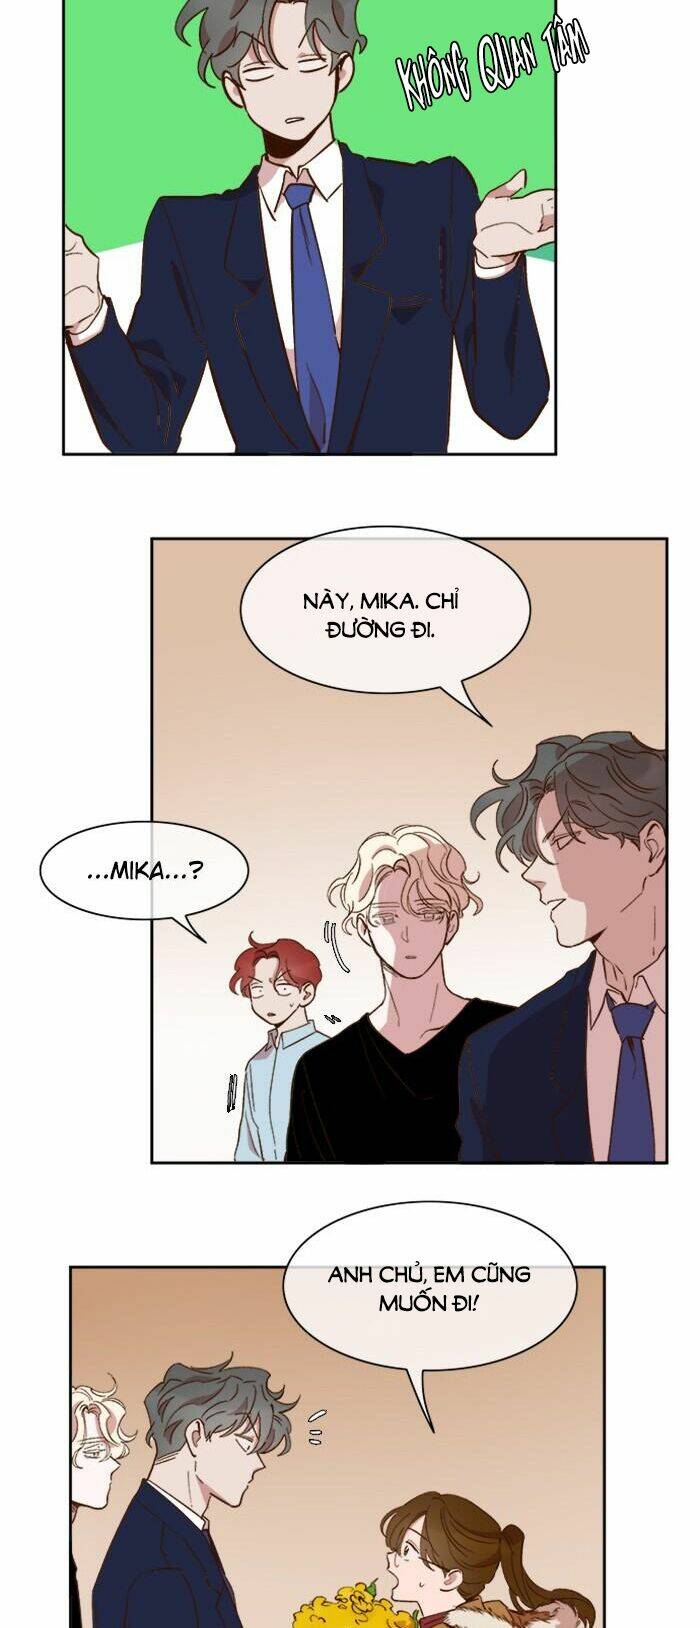 KHÔNG QUAN TÂM
NÀY, MIKA. CHỈ
ĐƯỜNG ĐI.
...MIKA...?
ANH CHỦ, EM CŨNG
MUỐN ĐI!